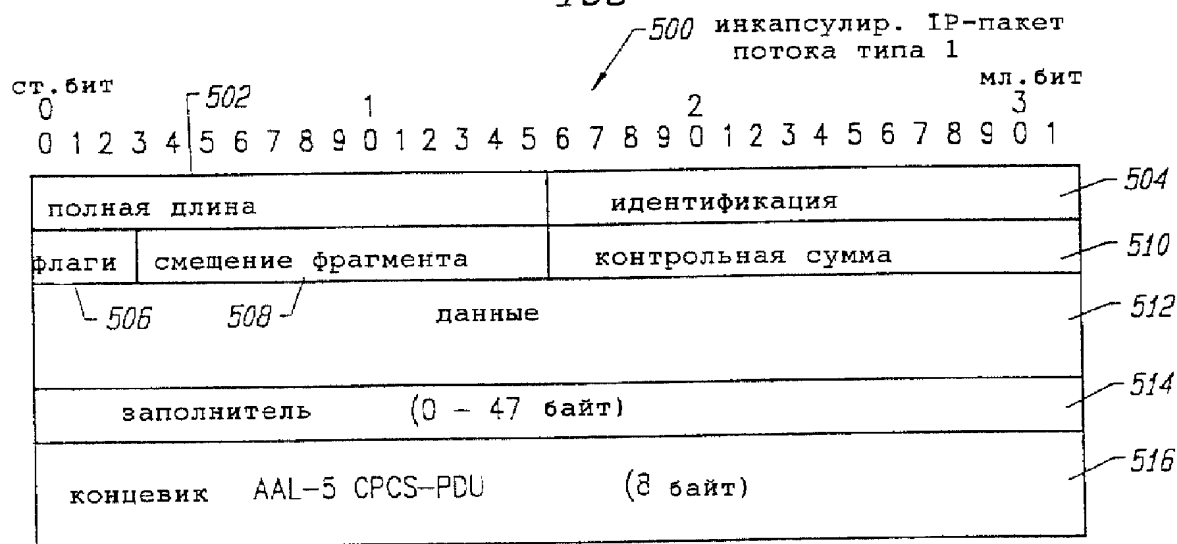 500 инкапсулир. IP-пакет
потока типа 1
ст.бит мл.бит
0 502 1 2 3
0 1 2 3 4 5 6 7 8 9 0 1 2 3 4 5 6 7 8 9 0 1 2 3 4 5 6 7 8 9 0 1
полная длина идентификация 504
флаги смещение фрагмента контрольная сумма 510
506 508 данные 512
заполнитель (0 - 47 байт) 514
концевик AAL-5 CPCS-PDU (8 байт) 516